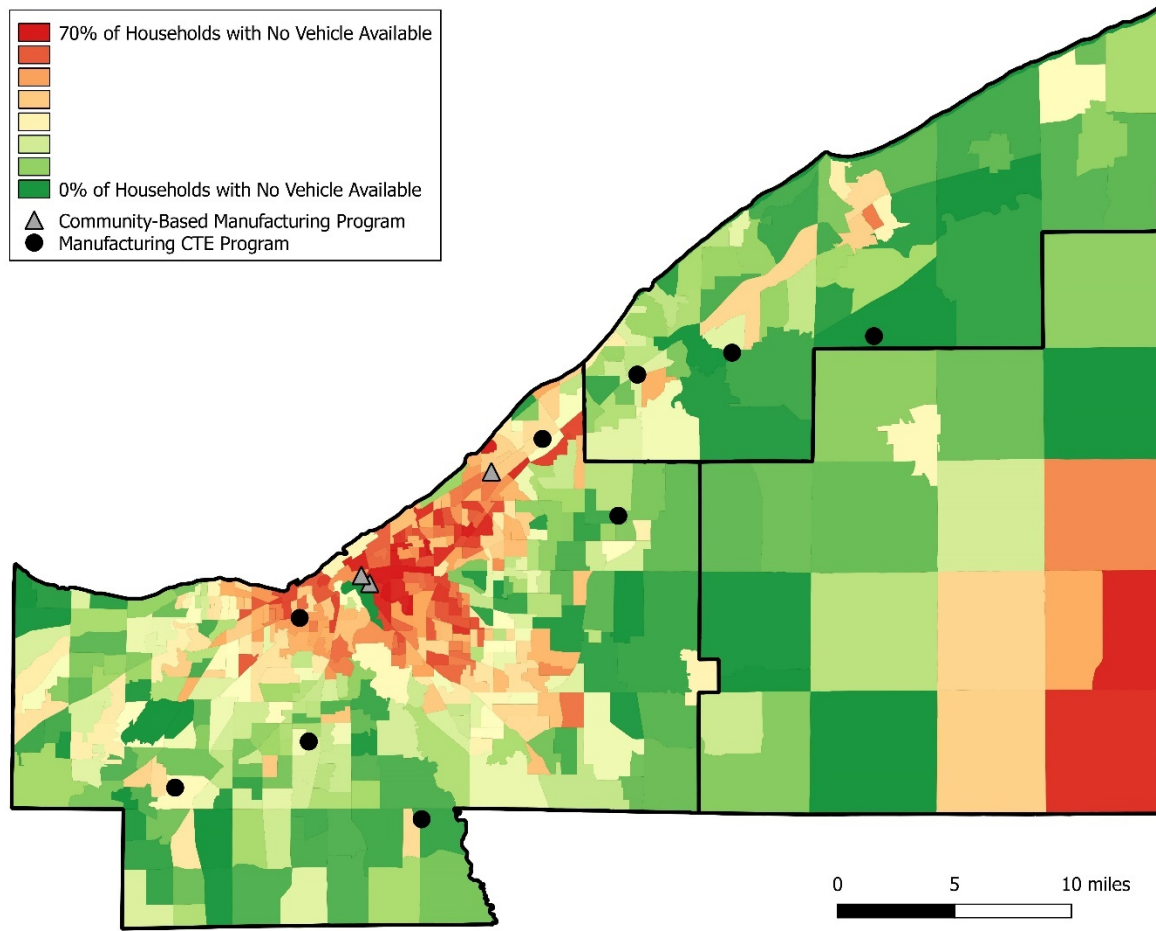 70% of Households with No Vehicle Available
0% of Households with No Vehicle Available
Community-Based Manufacturing Program
Manufacturing CTE Program
0 5 10 miles